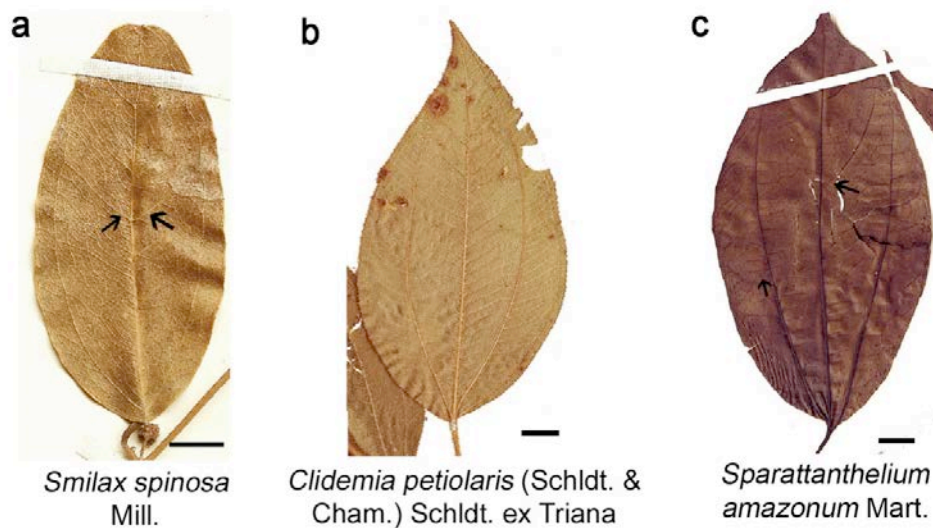 a
b
c
Smilax spinosa
Mill.
Clidemia petiolaris (Schldt. &
Cham.) Schldt. ex Triana
Sparattanthelium
amazonum Mart.